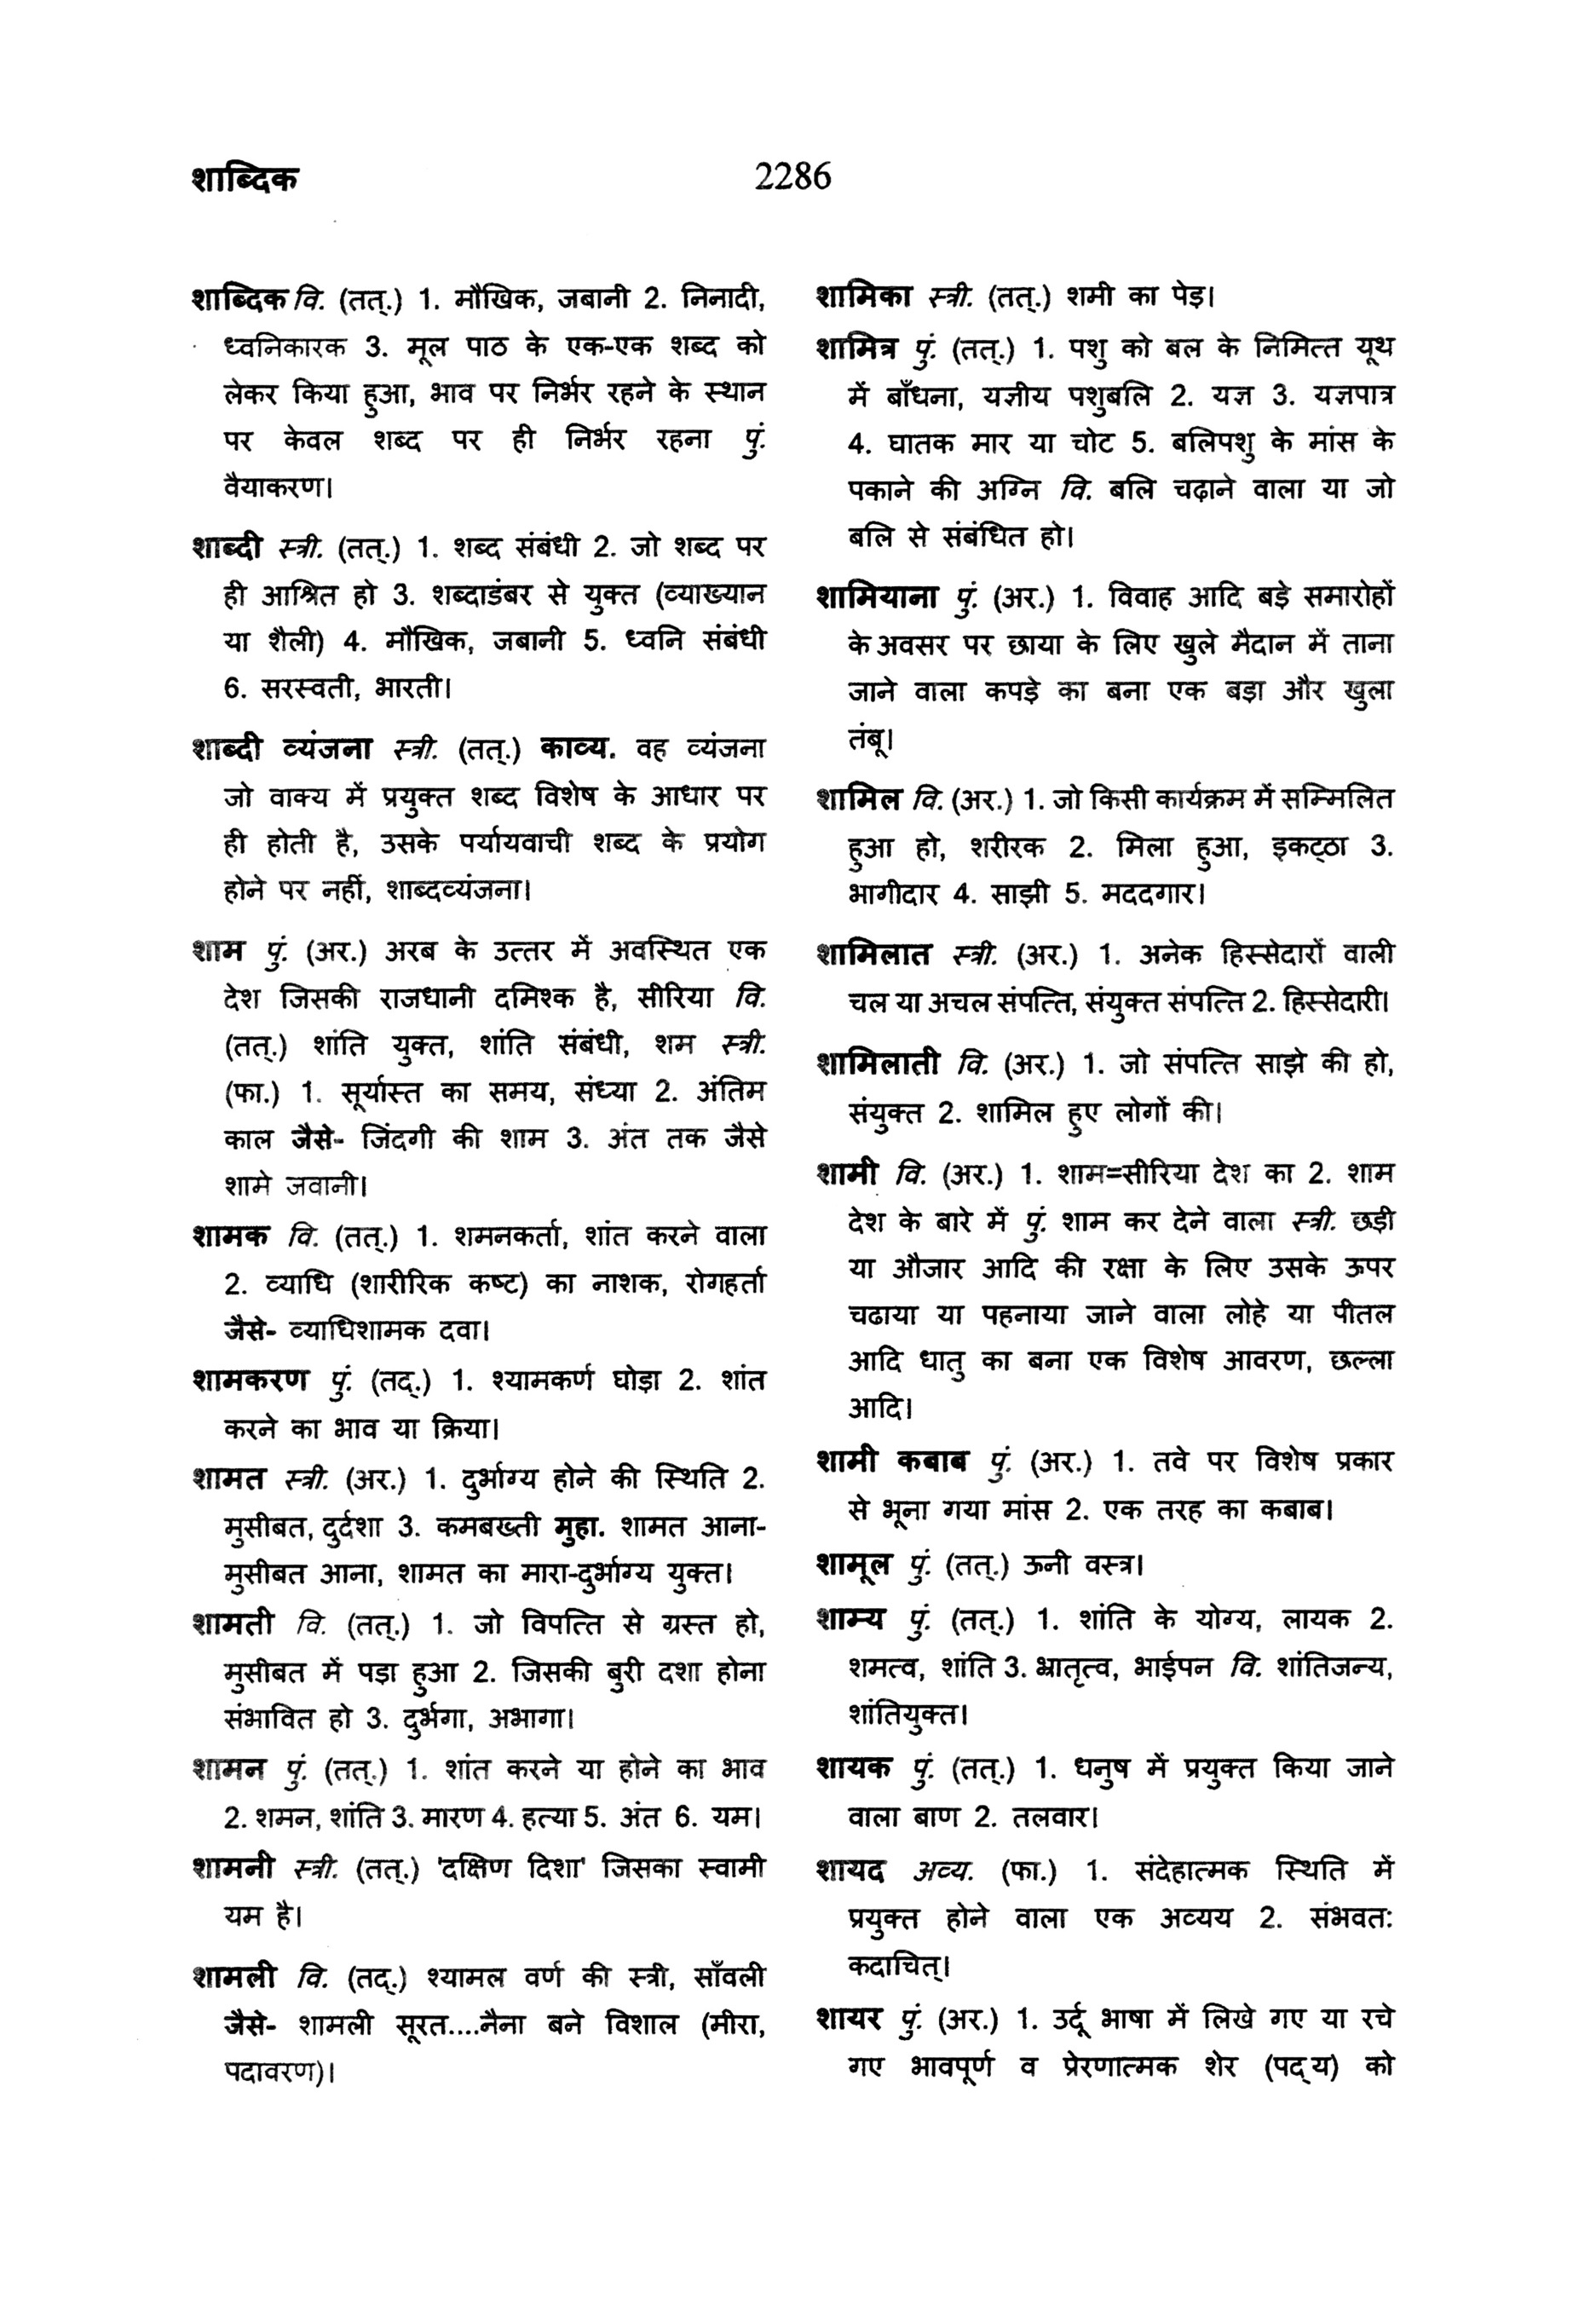 शाब्दिक
2286
शाब्दिक वि. (तत्.) 1. मौखिक, जबानी 2. निनादी,
ध्वनिकारक 3. मूल पाठ के एक-एक शब्द को
लेकर किया हुआ, भाव पर निर्भर रहने के स्थान
पर केवल शब्द पर ही निर्भर रहना पुं.
वैयाकरण।
शाब्दी स्त्री. (तत्.) 1. शब्द संबंधी 2. जो शब्द पर
ही आश्रित हो 3. शब्दाडंबर से युक्त (व्याख्यान
या शैली) 4. मौखिक, जबानी 5. ध्वनि संबंधी
6. सरस्वती, भारती।
शाब्दी व्यंजना स्त्री. (तत्.) काव्य. वह व्यंजना
जो वाक्य में प्रयुक्त शब्द विशेष के आधार पर
ही होती है, उसके पर्यायवाची शब्द के प्रयोग
होने पर नहीं, शाब्दव्यंजना।
शाम पुं. (अर.) अरब के उत्तर में अवस्थित एक
देश जिसकी राजधानी दमिश्क है, सीरिया वि.
(तत्.) शांति युक्त, शांति संबंधी, शम स्त्री.
(फा.) 1. सूर्यास्त का समय, संध्या 2. अंतिम
काल जैसे- जिंदगी की शाम 3. अंत तक जैसे
शामे जवानी।
शामक वि. (तत्.) 1. शमनकर्ता, शांत करने वाला
2. व्याधि (शारीरिक कष्ट) का नाशक, रोगहर्ता
जैसे- व्याधिशामक दवा।
शामकरण पुं. (तद्.) 1. श्यामकर्ण घोड़ा 2. शांत
करने का भाव या क्रिया।
शामत स्त्री. (अर.) 1. दुर्भाग्य होने की स्थिति 2.
मुसीबत, दुर्दशा 3. कमबख्ती मुहा. शामत आना-
मुसीबत आना, शामत का मारा-दुर्भाग्य युक्त।
शामती वि. (तत्.) 1. जो विपत्ति से ग्रस्त हो,
मुसीबत में पड़ा हुआ 2. जिसकी बुरी दशा होना
संभावित हो 3. दुर्भगा, अभागा।
शामन पुं. (तत्.) 1. शांत करने या होने का भाव
2. शमन, शांति 3. मारण 4. हत्या 5. अंत 6. यम।
शामनी स्त्री. (तत्.) 'दक्षिण दिशा' जिसका स्वामी
यम है।
शामली वि. (तद्.) श्यामल वर्ण की स्त्री, साँवली
जैसे- शामली सूरत....नैना बने विशाल (मीरा,
पदावरण)।
शामिका स्त्री. (तत्.) शमी का पेड़।
शामित्र पुं. (तत्.) 1. पशु को बल के निमित्त यूथ
में बाँधना, यज्ञीय पशुबलि 2. यज्ञ 3. यज्ञपात्र
4. घातक मार या चोट 5. बलिपशु के मांस के
पकाने की अग्नि वि. बलि चढ़ाने वाला या जो
बलि से संबंधित हो।
शामियाना पुं. (अर.) 1. विवाह आदि बड़े समारोहों
के अवसर पर छाया के लिए खुले मैदान में ताना
जाने वाला कपड़े का बना एक बड़ा और खुला
तंबू।
शामिल वि. (अर.) 1. जो किसी कार्यक्रम में सम्मिलित
हुआ हो, शरीरक 2. मिला हुआ, इकट्ठा 3.
भागीदार 4. साझी 5. मददगार।
शामिलात स्त्री. (अर.) 1. अनेक हिस्सेदारों वाली
चल या अचल संपत्ति, संयुक्त संपत्ति 2. हिस्सेदारी।
शामिलाती वि. (अर.) 1. जो संपत्ति साझे की हो,
संयुक्त 2. शामिल हुए लोगों की।
शामी वि. (अर.) 1. शाम=सीरिया देश का 2. शाम
देश के बारे में पुं. शाम कर देने वाला स्त्री. छड़ी
या औजार आदि की रक्षा के लिए उसके ऊपर
चढाया या पहनाया जाने वाला लोहे या पीतल
आदि धातु का बना एक विशेष आवरण, छल्ला
आदि।
शामी कबाब पुं. (अर.) 1. तवे पर विशेष प्रकार
से भूना गया मांस 2. एक तरह का कबाब।
शामूल पुं. (तत्.) ऊनी वस्त्र।
शाम्य पुं. (तत्.) 1. शांति के योग्य, लायक 2.
शमत्व, शांति 3. भ्रातृत्व, भाईपन वि. शांतिजन्य,
शांतियुक्त।
शायक पुं. (तत्.) 1. धनुष में प्रयुक्त किया जाने
वाला बाण 2. तलवार।
शायद अव्य. (फा.) 1. संदेहात्मक स्थिति में
प्रयुक्त होने वाला एक अव्यय 2. संभवत:
कदाचित्।
शायर पुं. (अर.) 1. उर्दू भाषा में लिखे गए या रचे
गए भावपूर्ण व प्रेरणात्मक शेर (पद्‌य) को